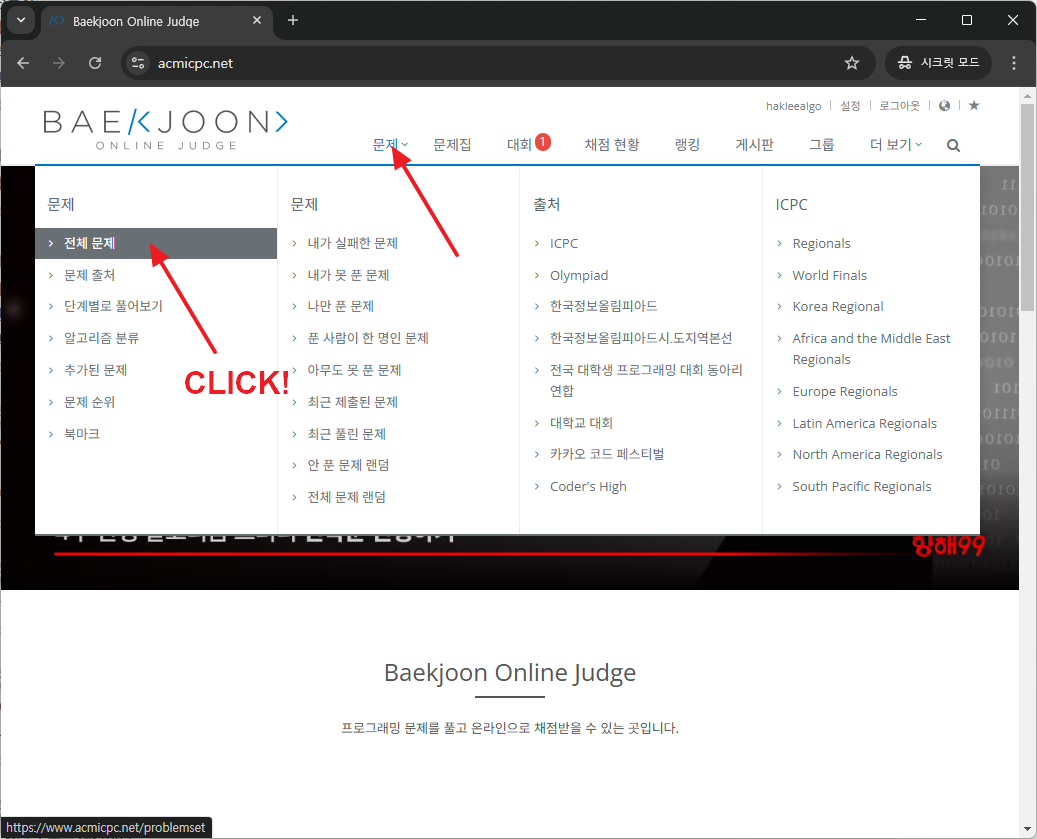 Baekjoon Online Judge
acmicpc.net
시크릿 모드
hakleealgo 설정 로그아웃
BAEKJOON>
ONLINE JUDGE
문제 문제집 대회 1 채점 현황 랭킹 게시판 그룹 더 보기
문제
전체 문제
문제 출처
단계별로 풀어보기
알고리즘 분류
추가된 문제
문제 순위
북마크
문제
내가 실패한 문제
내가 못 푼 문제
나만 푼 문제
푼 사람이 한 명인 문제
아무도 못 푼 문제
최근 제출된 문제
최근 풀린 문제
안 푼 문제 랜덤
전체 문제 랜덤
출처
ICPC
Olympiad
한국정보올림피아드
한국정보올림피아드시.도지역본선
전국 대학생 프로그래밍 대회 동아리
연합
대학교 대회
카카오 코드 페스티벌
Coder's High
ICPC
Regionals
World Finals
Korea Regional
Africa and the Middle East
Regionals
Europe Regionals
Latin America Regionals
North America Regionals
South Pacific Regionals
CLICK!
항해99
Baekjoon Online Judge
프로그래밍 문제를 풀고 온라인으로 채점받을 수 있는 곳입니다.
https://www.acmicpc.net/problemset